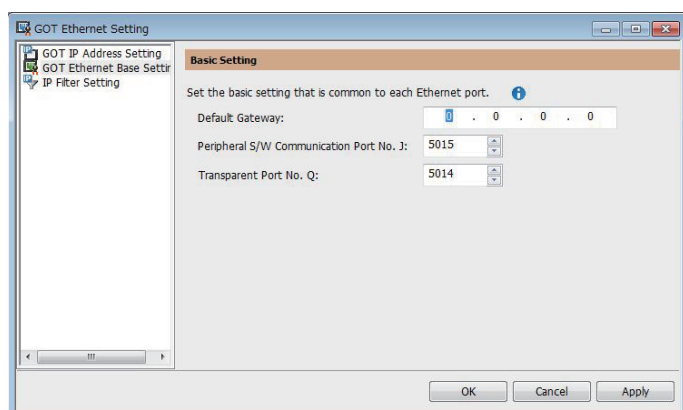 GOT Ethernet Setting
GOT IP Address Setting
GOT Ethernet Base Settir
IP Filter Setting
Basic Setting
Set the basic setting that is common to each Ethernet port.
Default Gateway: 0 . 0 . 0 . 0
Peripheral S/W Communication Port No. J: 5015
Transparent Port No. Q: 5014
OK Cancel Apply